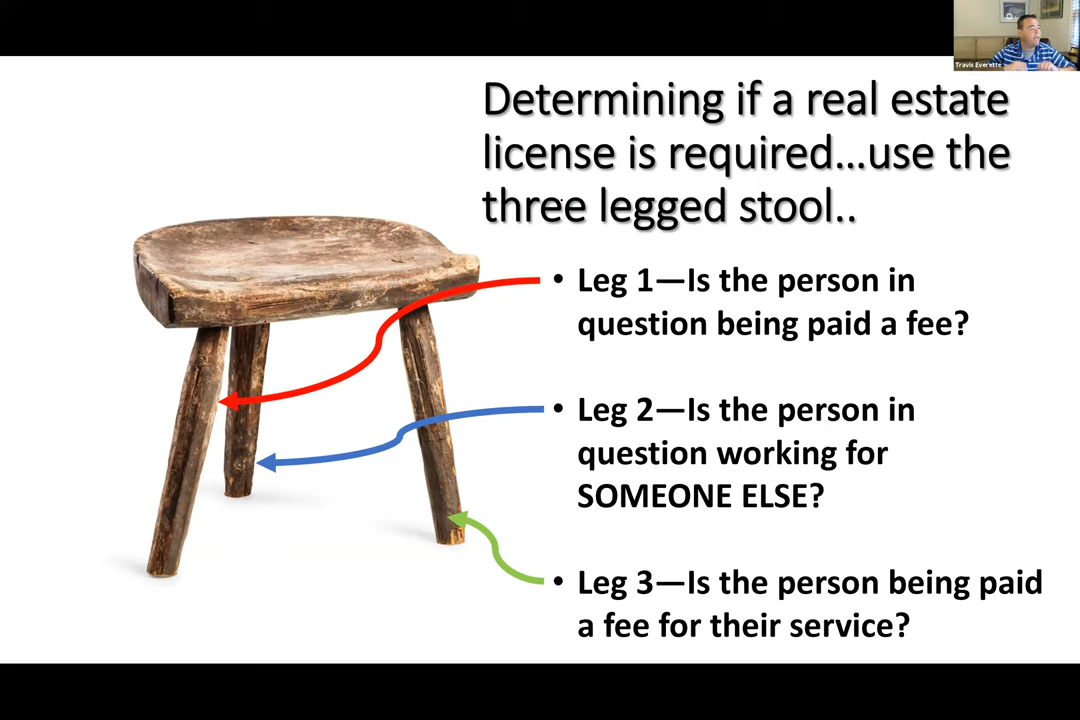 Travis Everette
Determining if a real estate
license is required...use the
three legged stool..
• Leg 1—Is the person in
question being paid a fee?
• Leg 2—Is the person in
question working for
SOMEONE ELSE?
• Leg 3—Is the person being paid
a fee for their service?